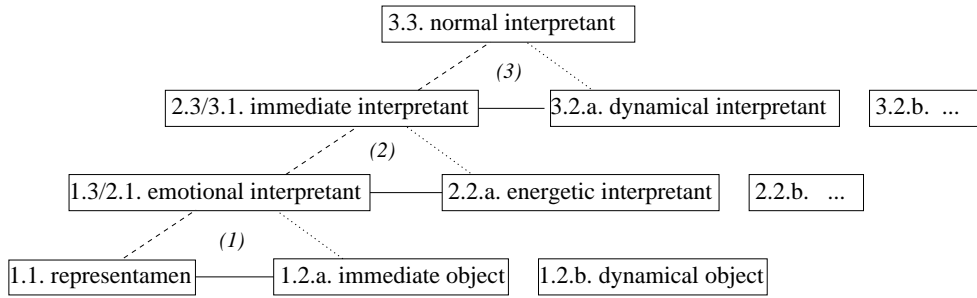 3.3. normal interpretant
(3)
2.3/3.1. immediate interpretant 3.2.a. dynamical interpretant 3.2.b. ...
(2)
1.3/2.1. emotional interpretant 2.2.a. energetic interpretant 2.2.b. ...
(1)
1.1. representamen 1.2.a. immediate object 1.2.b. dynamical object